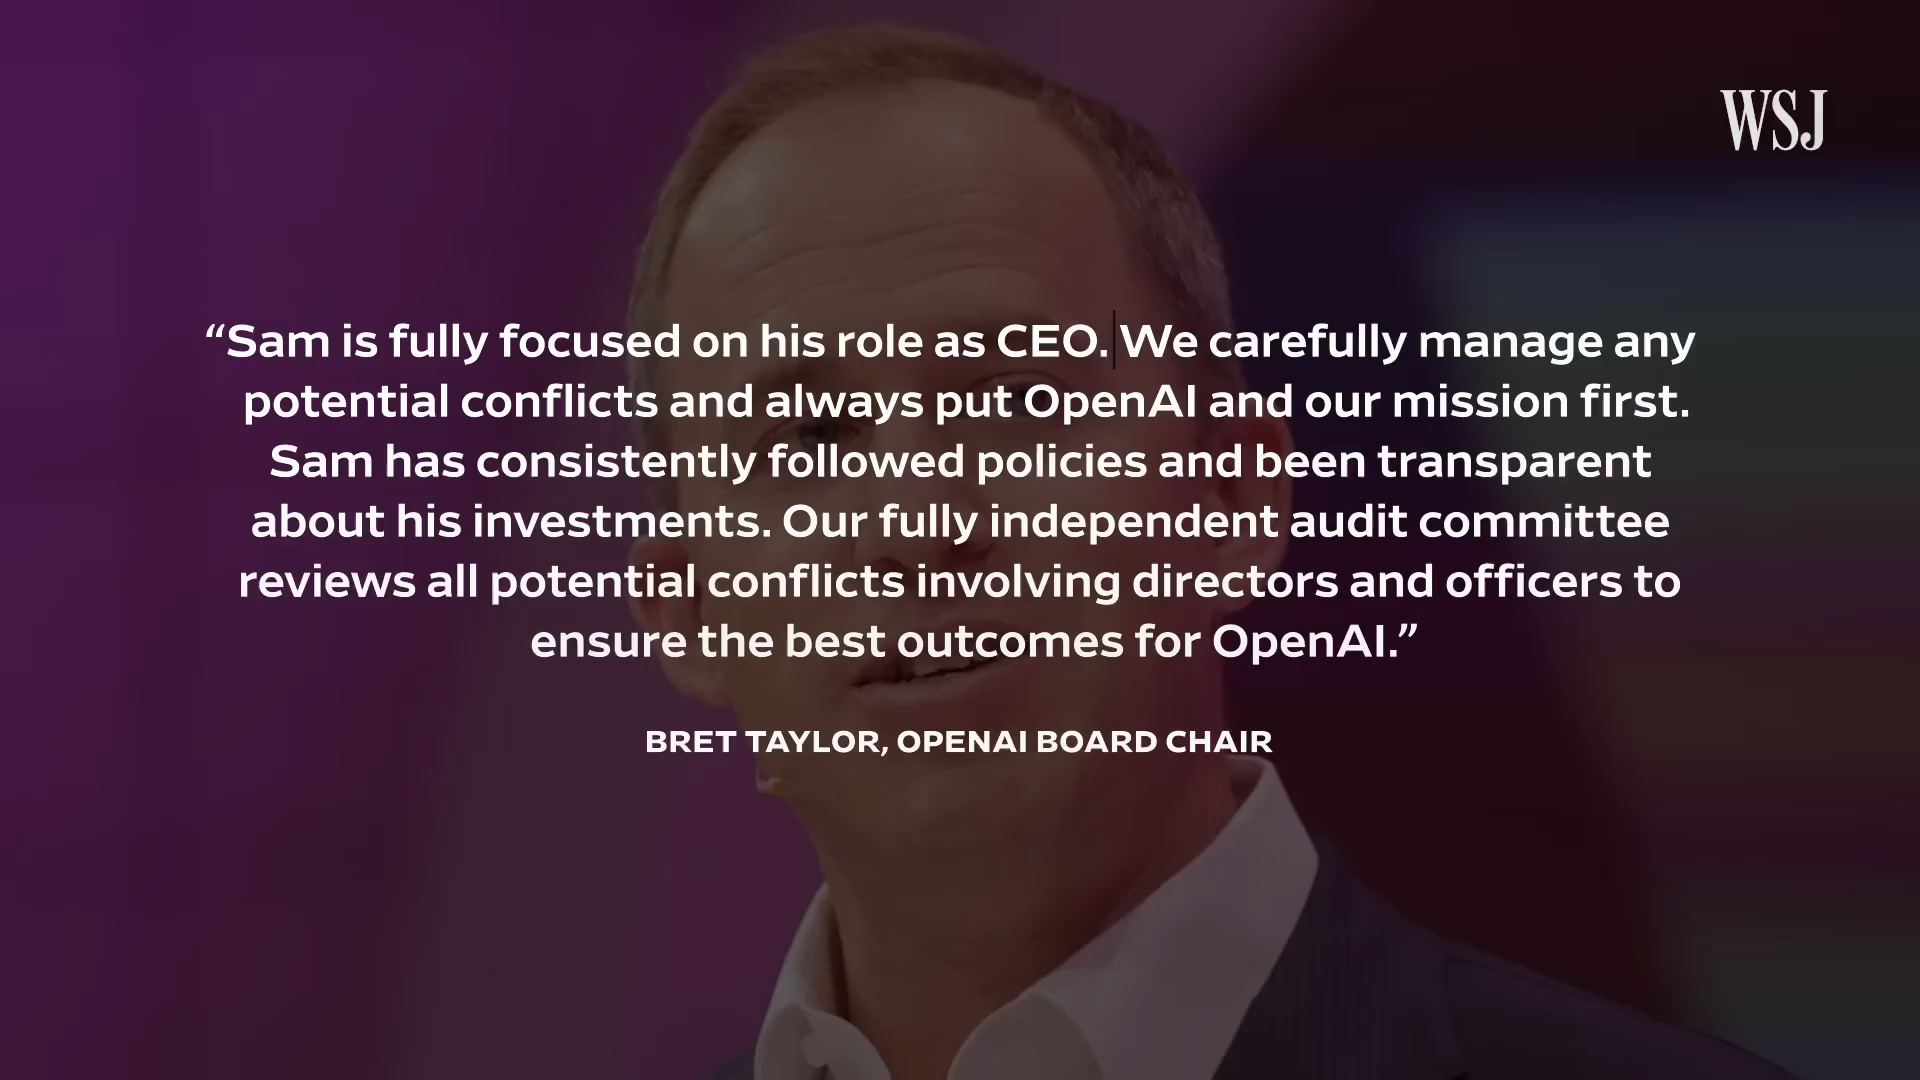 WSJ
“Sam is fully focused on his role as CEO. We carefully manage any
potential conflicts and always put OpenAI and our mission first.
Sam has consistently followed policies and been transparent
about his investments. Our fully independent audit committee
reviews all potential conflicts involving directors and officers to
ensure the best outcomes for OpenAI.”
BRET TAYLOR, OPENAI BOARD CHAIR